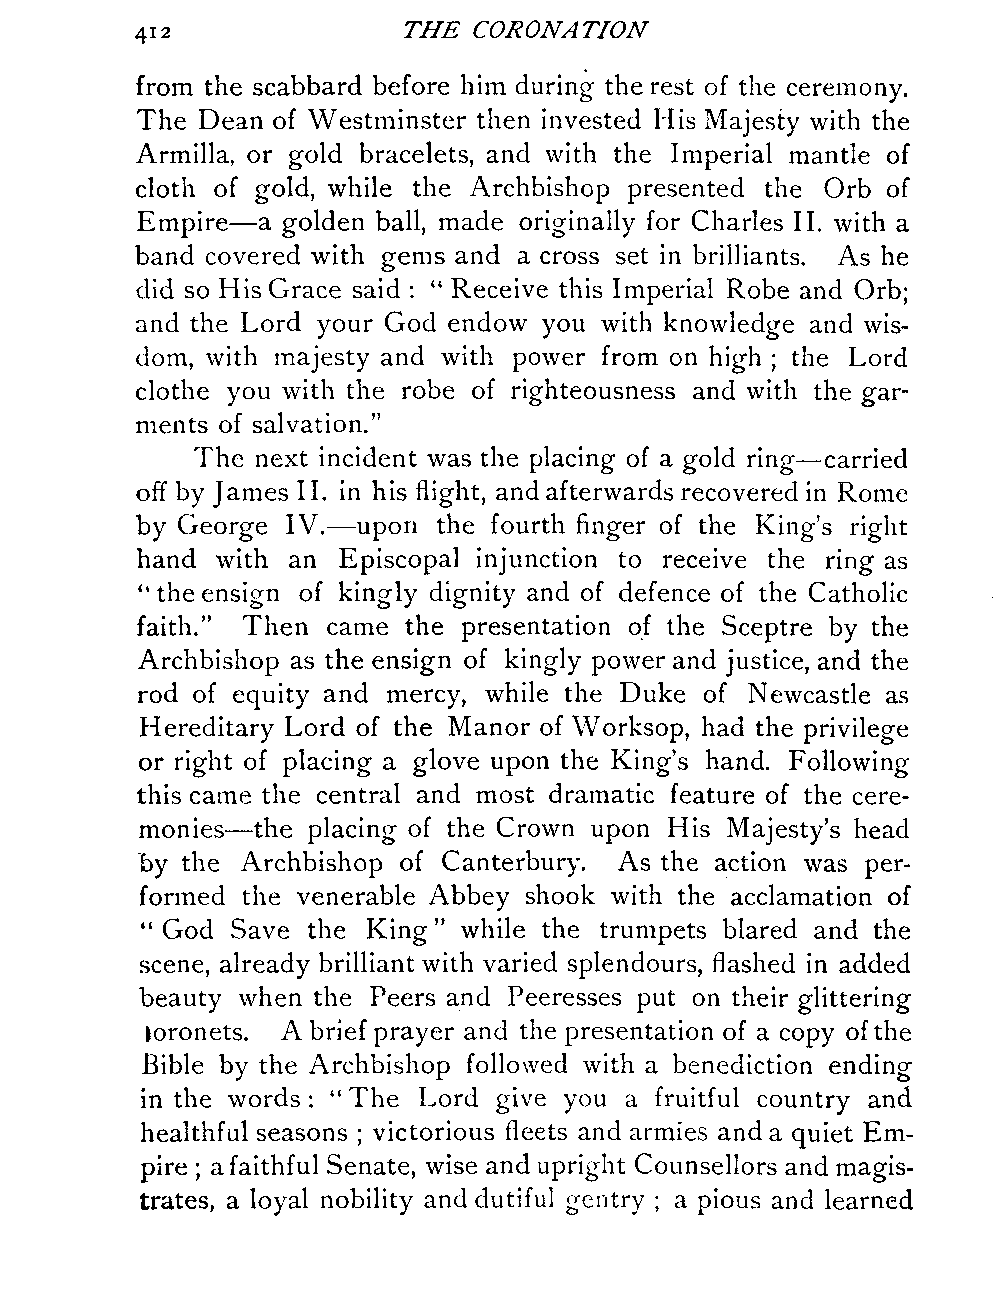 412 THE CORONATION
from the scabbard before him during the rest of the ceremony.
The Dean of Westminster then invested His Majesty with the
Armilla, or gold bracelets, and with the Imperial mantle of
cloth of gold, while the Archbishop presented the Orb of
Empire—a golden ball, made originally for Charles II. with a
band covered with gems and a cross set in brilliants. As he
did so His Grace said : “ Receive this Imperial Robe and Orb;
and the Lord your God endow you with knowledge and wis-
dom, with majesty and with power from on high ; the Lord
clothe you with the robe of righteousness and with the gar-
ments of salvation.”
The next incident was the placing of a gold ring—carried
off by James II. in his flight, and afterwards recovered in Rome
by George IV.—upon the fourth finger of the King's right
hand with an Episcopal injunction to receive the ring as
“ the ensign of kingly dignity and of defence of the Catholic
faith.” Then came the presentation of the Sceptre by the
Archbishop as the ensign of kingly power and justice, and the
rod of equity and mercy, while the Duke of Newcastle as
Hereditary Lord of the Manor of Worksop, had the privilege
or right of placing a glove upon the King's hand. Following
this came the central and most dramatic feature of the cere-
monies—the placing of the Crown upon His Majesty's head
by the Archbishop of Canterbury. As the action was per-
formed the venerable Abbey shook with the acclamation of
“ God Save the King ” while the trumpets blared and the
scene, already brilliant with varied splendours, flashed in added
beauty when the Peers and Peeresses put on their glittering
loronets. A brief prayer and the presentation of a copy of the
Bible by the Archbishop followed with a benediction ending
in the words : “ The Lord give you a fruitful country and
healthful seasons ; victorious fleets and armies and a quiet Em-
pire ; a faithful Senate, wise and upright Counsellors and magis-
trates, a loyal nobility and dutiful gentry ; a pious and learned